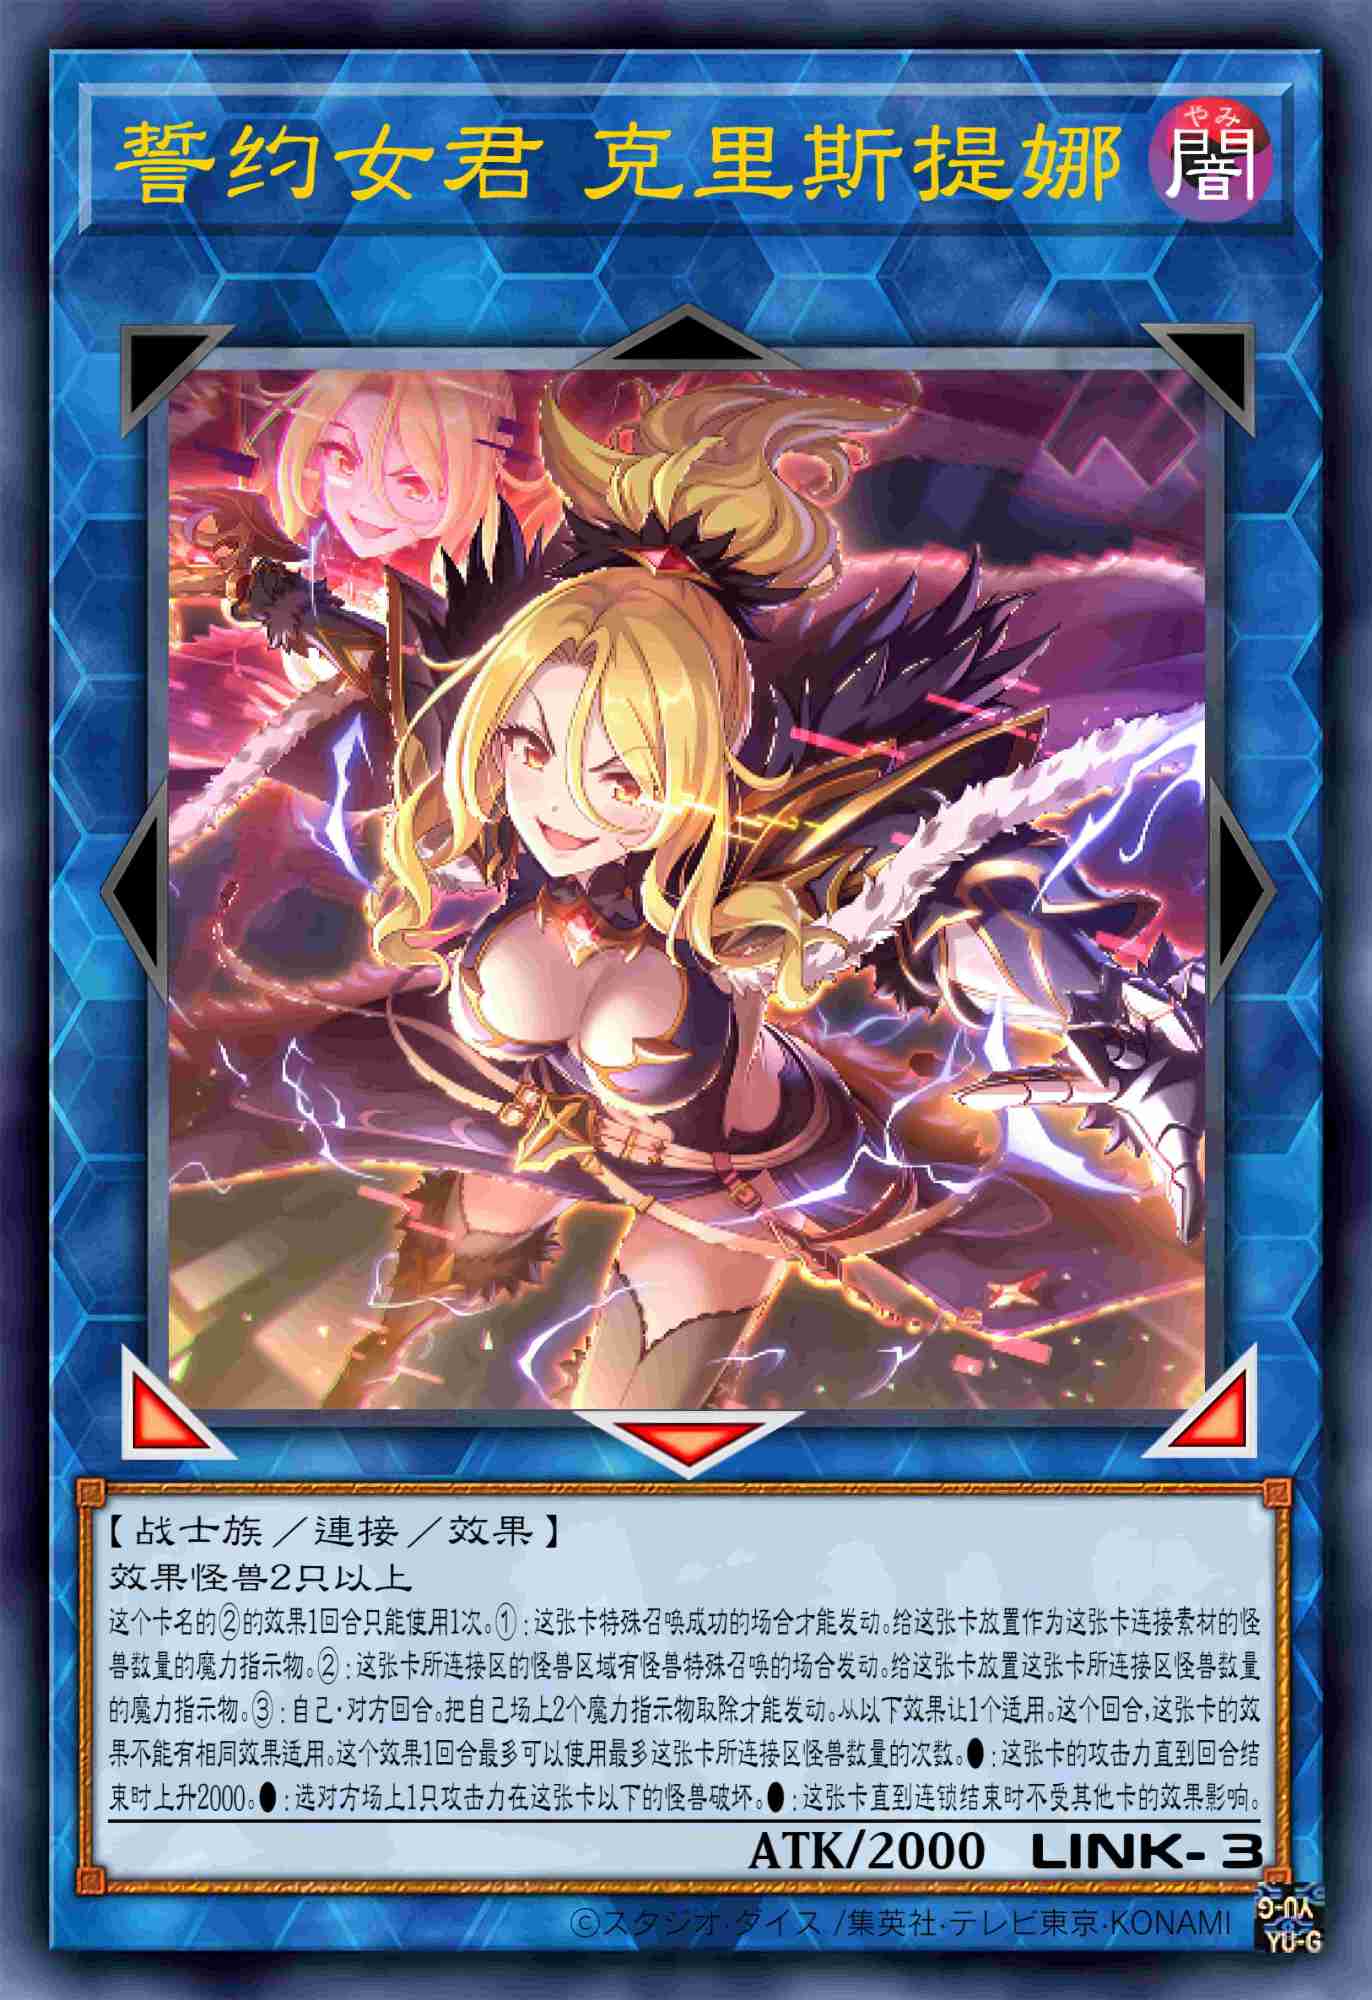 誓约女君 克里斯提娜
やみ
闇
【战士族／連接／效果】
效果怪兽2只以上
这个卡名的②的效果1回合只能使用1次。①：这张卡特殊召唤成功的场合才能发动。给这张卡放置作为这张卡连接素材的怪
兽数量的魔力指示物。②：这张卡所连接区的怪兽区域有怪兽特殊召唤的场合发动。给这张卡放置这张卡所连接区怪兽数量
的魔力指示物。③：自己·对方回合。把自己场上2个魔力指示物取除才能发动。从以下效果让1个适用。这个回合，这张卡的效
果不能有相同效果适用。这个效果1回合最多可以使用最多这张卡所连接区怪兽数量的次数。●：这张卡的攻击力直到回合结
束时上升2000。●：选对方场上1只攻击力在这张卡以下的怪兽破坏。●：这张卡直到连锁结束时不受其他卡的效果影响。
ATK/2000 LINK-3
©スタジオ·ダイス /集英社·テレビ東京·KONAMI
YU-G
YU-G